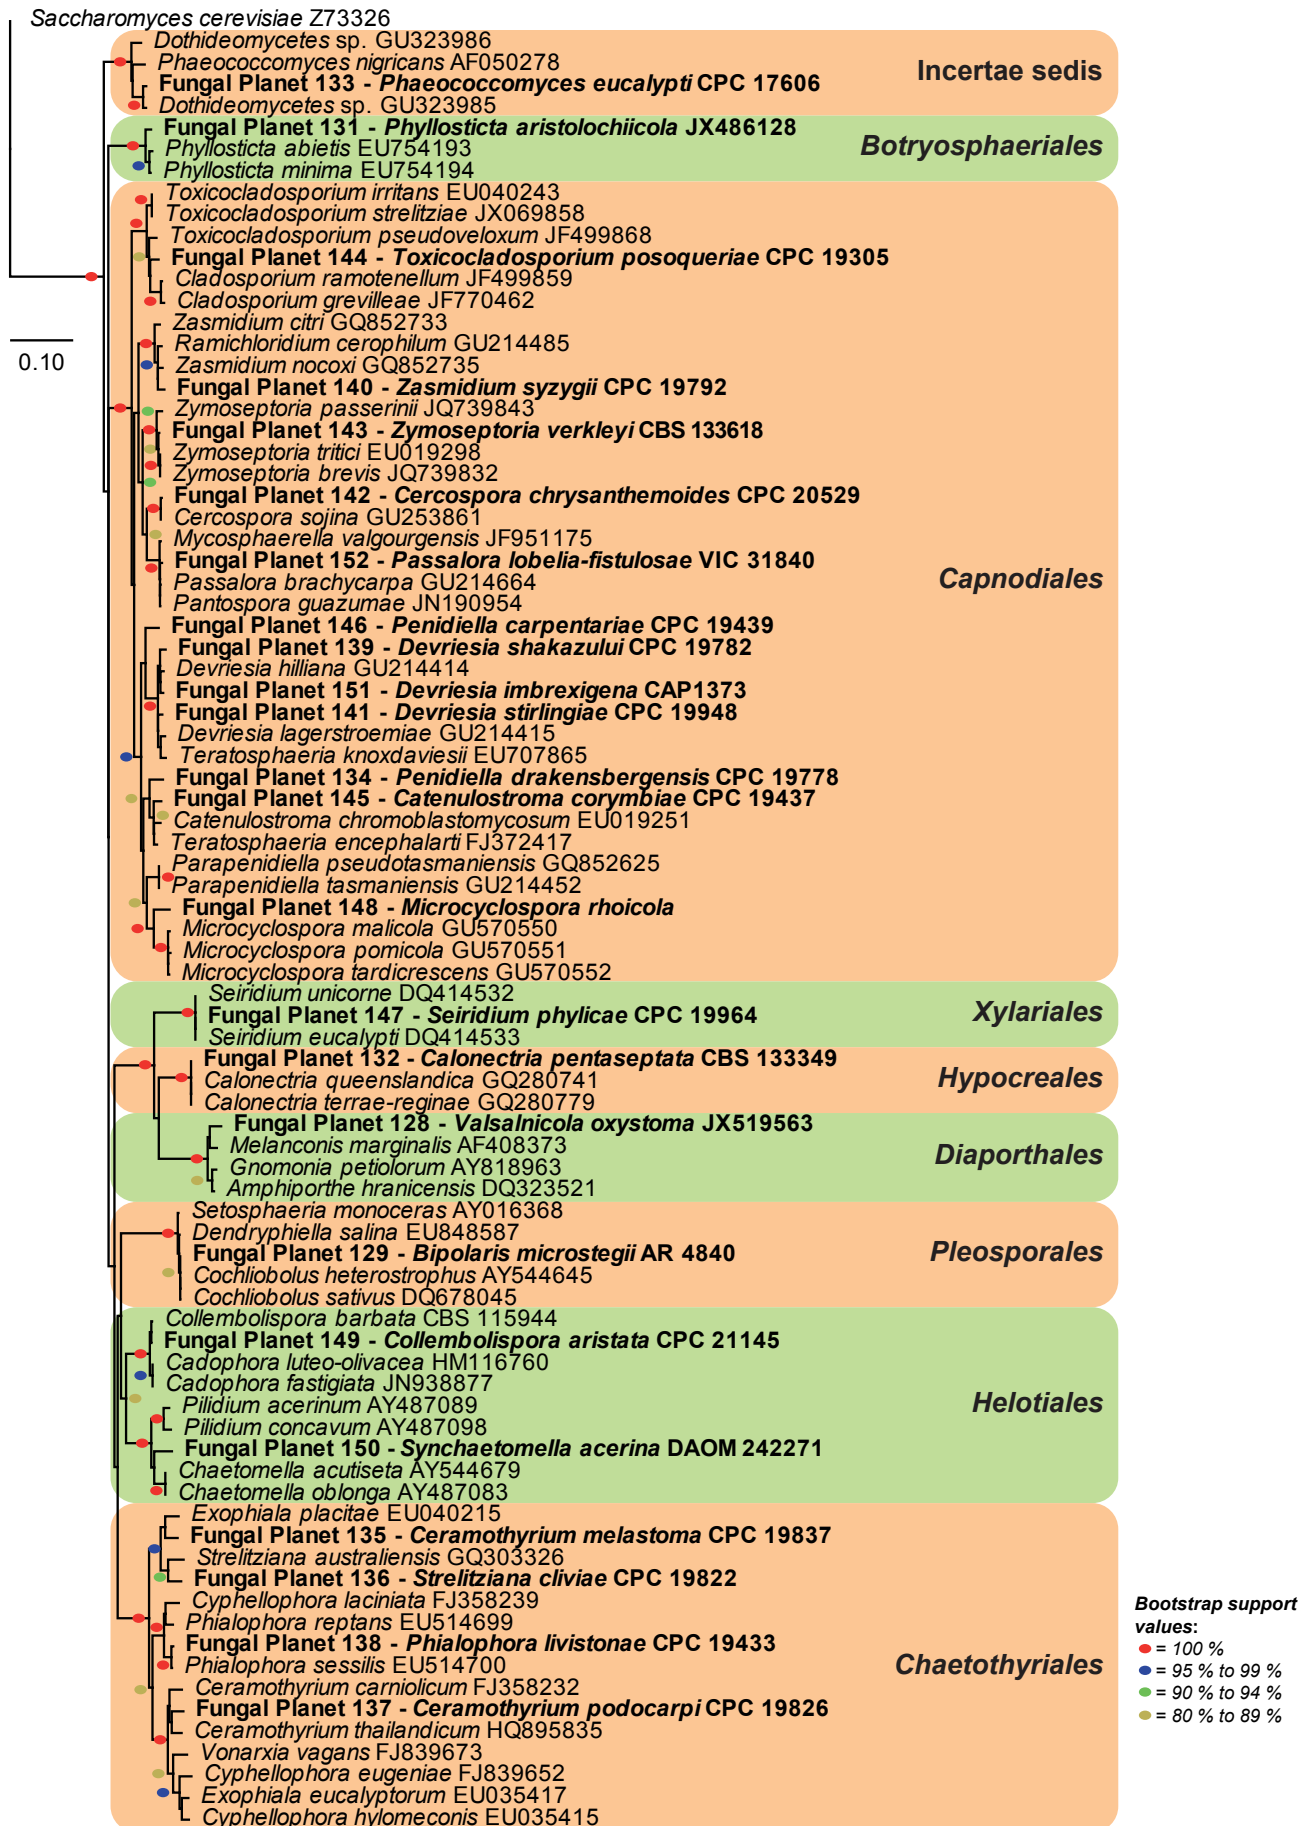 Saccharomyces cerevisiae Z73326
Dothideomycetes sp. GU323986
Phaeococcomyces nigricans AF050278
Fungal Planet 133 - Phaeococcomyces eucalypti CPC 17606
Dothideomycetes sp. GU323985
Incertae sedis
Fungal Planet 131 - Phyllosticta aristolochiicola JX486128
Phyllosticta abietis EU754193
Phyllosticta minima EU754194
Botryosphaeriales
Toxicocladosporium irritans EU040243
Toxicocladosporium strelitziae JX069858
Toxicocladosporium pseudoveloxum JF499868
Fungal Planet 144 - Toxicocladosporium posoqueriae CPC 19305
Cladosporium ramotenellum JF499859
Cladosporium grevilleae JF770462
Zasmidium citri GQ852733
Ramichloridium cerophilum GU214485
Zasmidium nocoxi GQ852735
Fungal Planet 140 - Zasmidium syzygii CPC 19792
Zymoseptoria passerinii JQ739843
Fungal Planet 143 - Zymoseptoria verkleyi CBS 133618
Zymoseptoria tritici EU019298
Zymoseptoria brevis JQ739832
Fungal Planet 142 - Cercospora chrysanthemoides CPC 20529
Cercospora sojina GU253861
Mycosphaerella valgourgensis JF951175
Fungal Planet 152 - Passalora lobelia-fistulosae VIC 31840
Passalora brachycarpa GU214664
Pantospora guazumae JN190954
Fungal Planet 146 - Penidiella carpentariae CPC 19439
Fungal Planet 139 - Devriesia shakazului CPC 19782
Devriesia hilliana GU214414
Fungal Planet 151 - Devriesia imbrexigena CAP1373
Fungal Planet 141 - Devriesia stirlingiae CPC 19948
Devriesia lagerstroemiae GU214415
Teratosphaeria knoxdaviesii EU707865
Fungal Planet 134 - Penidiella drakensbergensis CPC 19778
Fungal Planet 145 - Catenulostroma corymbiae CPC 19437
Catenulostroma chromoblastomycosum EU019251
Teratosphaeria encephalarti FJ372417
Parapenidiella pseudotasmaniensis GQ852625
Parapenidiella tasmaniensis GU214452
Fungal Planet 148 - Microcyclospora rhoicola
Microcyclospora malicola GU570550
Microcyclospora pomicola GU570551
Microcyclospora tardicrescens GU570552
Capnodiales
0.10
Seiridium unicorne DQ414532
Fungal Planet 147 - Seiridium phylicae CPC 19964
Seiridium eucalypti DQ414533
Xylariales
Fungal Planet 132 - Calonectria pentaseptata CBS 133349
Calonectria queenslandica GQ280741
Calonectria terrae-reginae GQ280779
Hypocreales
Fungal Planet 128 - Valsalnicola oxystoma JX519563
Melanconis marginalis AF408373
Gnomonia petiolorum AY818963
Amphiporthe hranicensis DQ323521
Diaporthales
Setosphaeria monoceras AY016368
Dendryphiella salina EU848587
Fungal Planet 129 - Bipolaris microstegii AR 4840
Cochliobolus heterostrophus AY544645
Cochliobolus sativus DQ678045
Pleosporales
Collembolispora barbata CBS 115944
Fungal Planet 149 - Collembolispora aristata CPC 21145
Cadophora luteo-olivacea HM116760
Cadophora fastigiata JN938877
Pilidium acerinum AY487089
Pilidium concavum AY487098
Fungal Planet 150 - Synchaetomella acerina DAOM 242271
Chaetomella acutiseta AY544679
Chaetomella oblonga AY487083
Helotiales
Exophiala placitae EU040215
Fungal Planet 135 - Ceramothyrium melastoma CPC 19837
Strelitziana australiensis GQ303326
Fungal Planet 136 - Strelitziana cliviae CPC 19822
Cyphellophora laciniata FJ358239
Phialophora reptans EU514699
Fungal Planet 138 - Phialophora livistonae CPC 19433
Phialophora sessilis EU514700
Ceramothyrium carniolicum FJ358232
Fungal Planet 137 - Ceramothyrium podocarpi CPC 19826
Ceramothyrium thailandicum HQ895835
Vonarxia vagans FJ839673
Cyphellophora eugeniae FJ839652
Exophiala eucalyptorum EU035417
Cyphellophora hylomeconis EU035415
Chaetothyriales
Bootstrap support
values:
= 100 %
= 95 % to 99 %
= 90 % to 94 %
= 80 % to 89 %